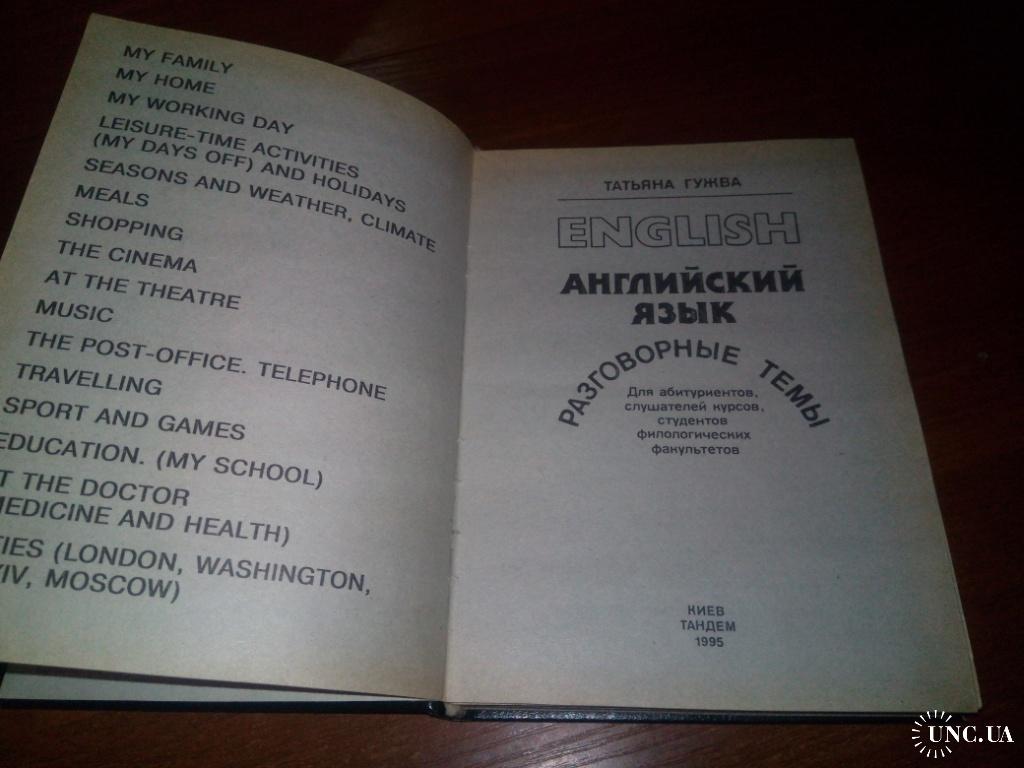 MY FAMILY
MY HOME
MY WORKING DAY
LEISURE-TIME ACTIVITIES
(MY DAYS OFF) AND HOLIDAYS
SEASONS AND WEATHER, CLIMATE
MEALS
SHOPPING
THE CINEMA
AT THE THEATRE
MUSIC
THE POST-OFFICE. TELEPHONE
TRAVELLING
SPORT AND GAMES
EDUCATION. (MY SCHOOL)
T THE DOCTOR
MEDICINE AND HEALTH)
TIES (LONDON, WASHINGTON,
YIV, MOSCOW)
ТАТЬЯНА ГУЖВА
ENGLISH
АНГЛИЙСКИЙ
ЯЗЫК
РАЗГОВОРНЫЕ ТЕМЫ
Для абитуриентов,
слушателей курсов,
студентов
филологических
факультетов
КИЕВ
ТАНДЕМ
1995
UNC.UA